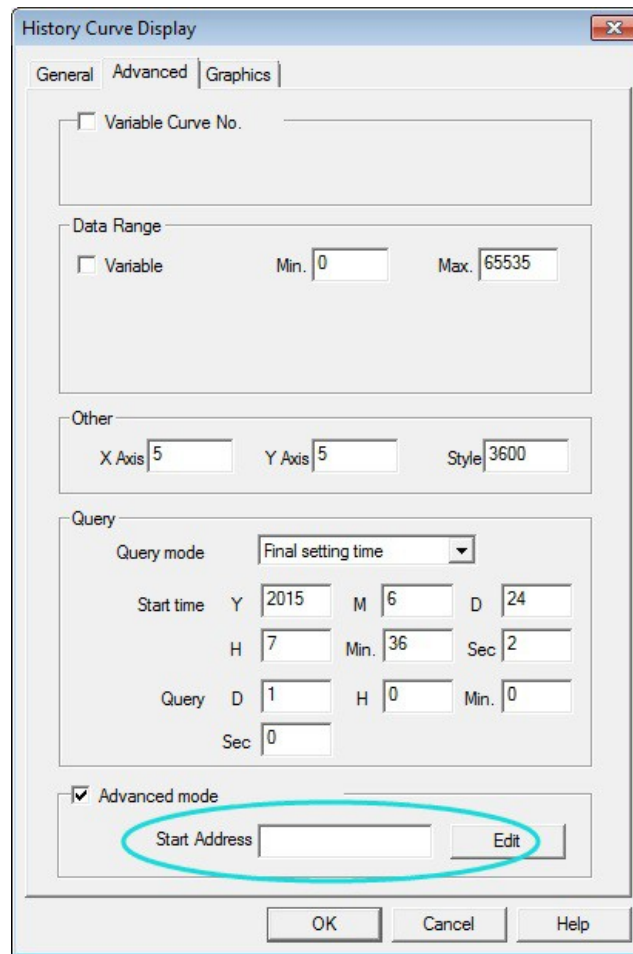 History Curve Display
General Advanced Graphics
Variable Curve No.
Data Range
Variable Min. 0 Max. 65535
Other
X Axis 5 Y Axis 5 Style 3600
Query
Query mode Final setting time
Start time Y 2015 M 6 D 24
H 7 Min. 36 Sec 2
Query D 1 H 0 Min. 0
Sec 0
Advanced mode
Start Address Edit
OK Cancel Help